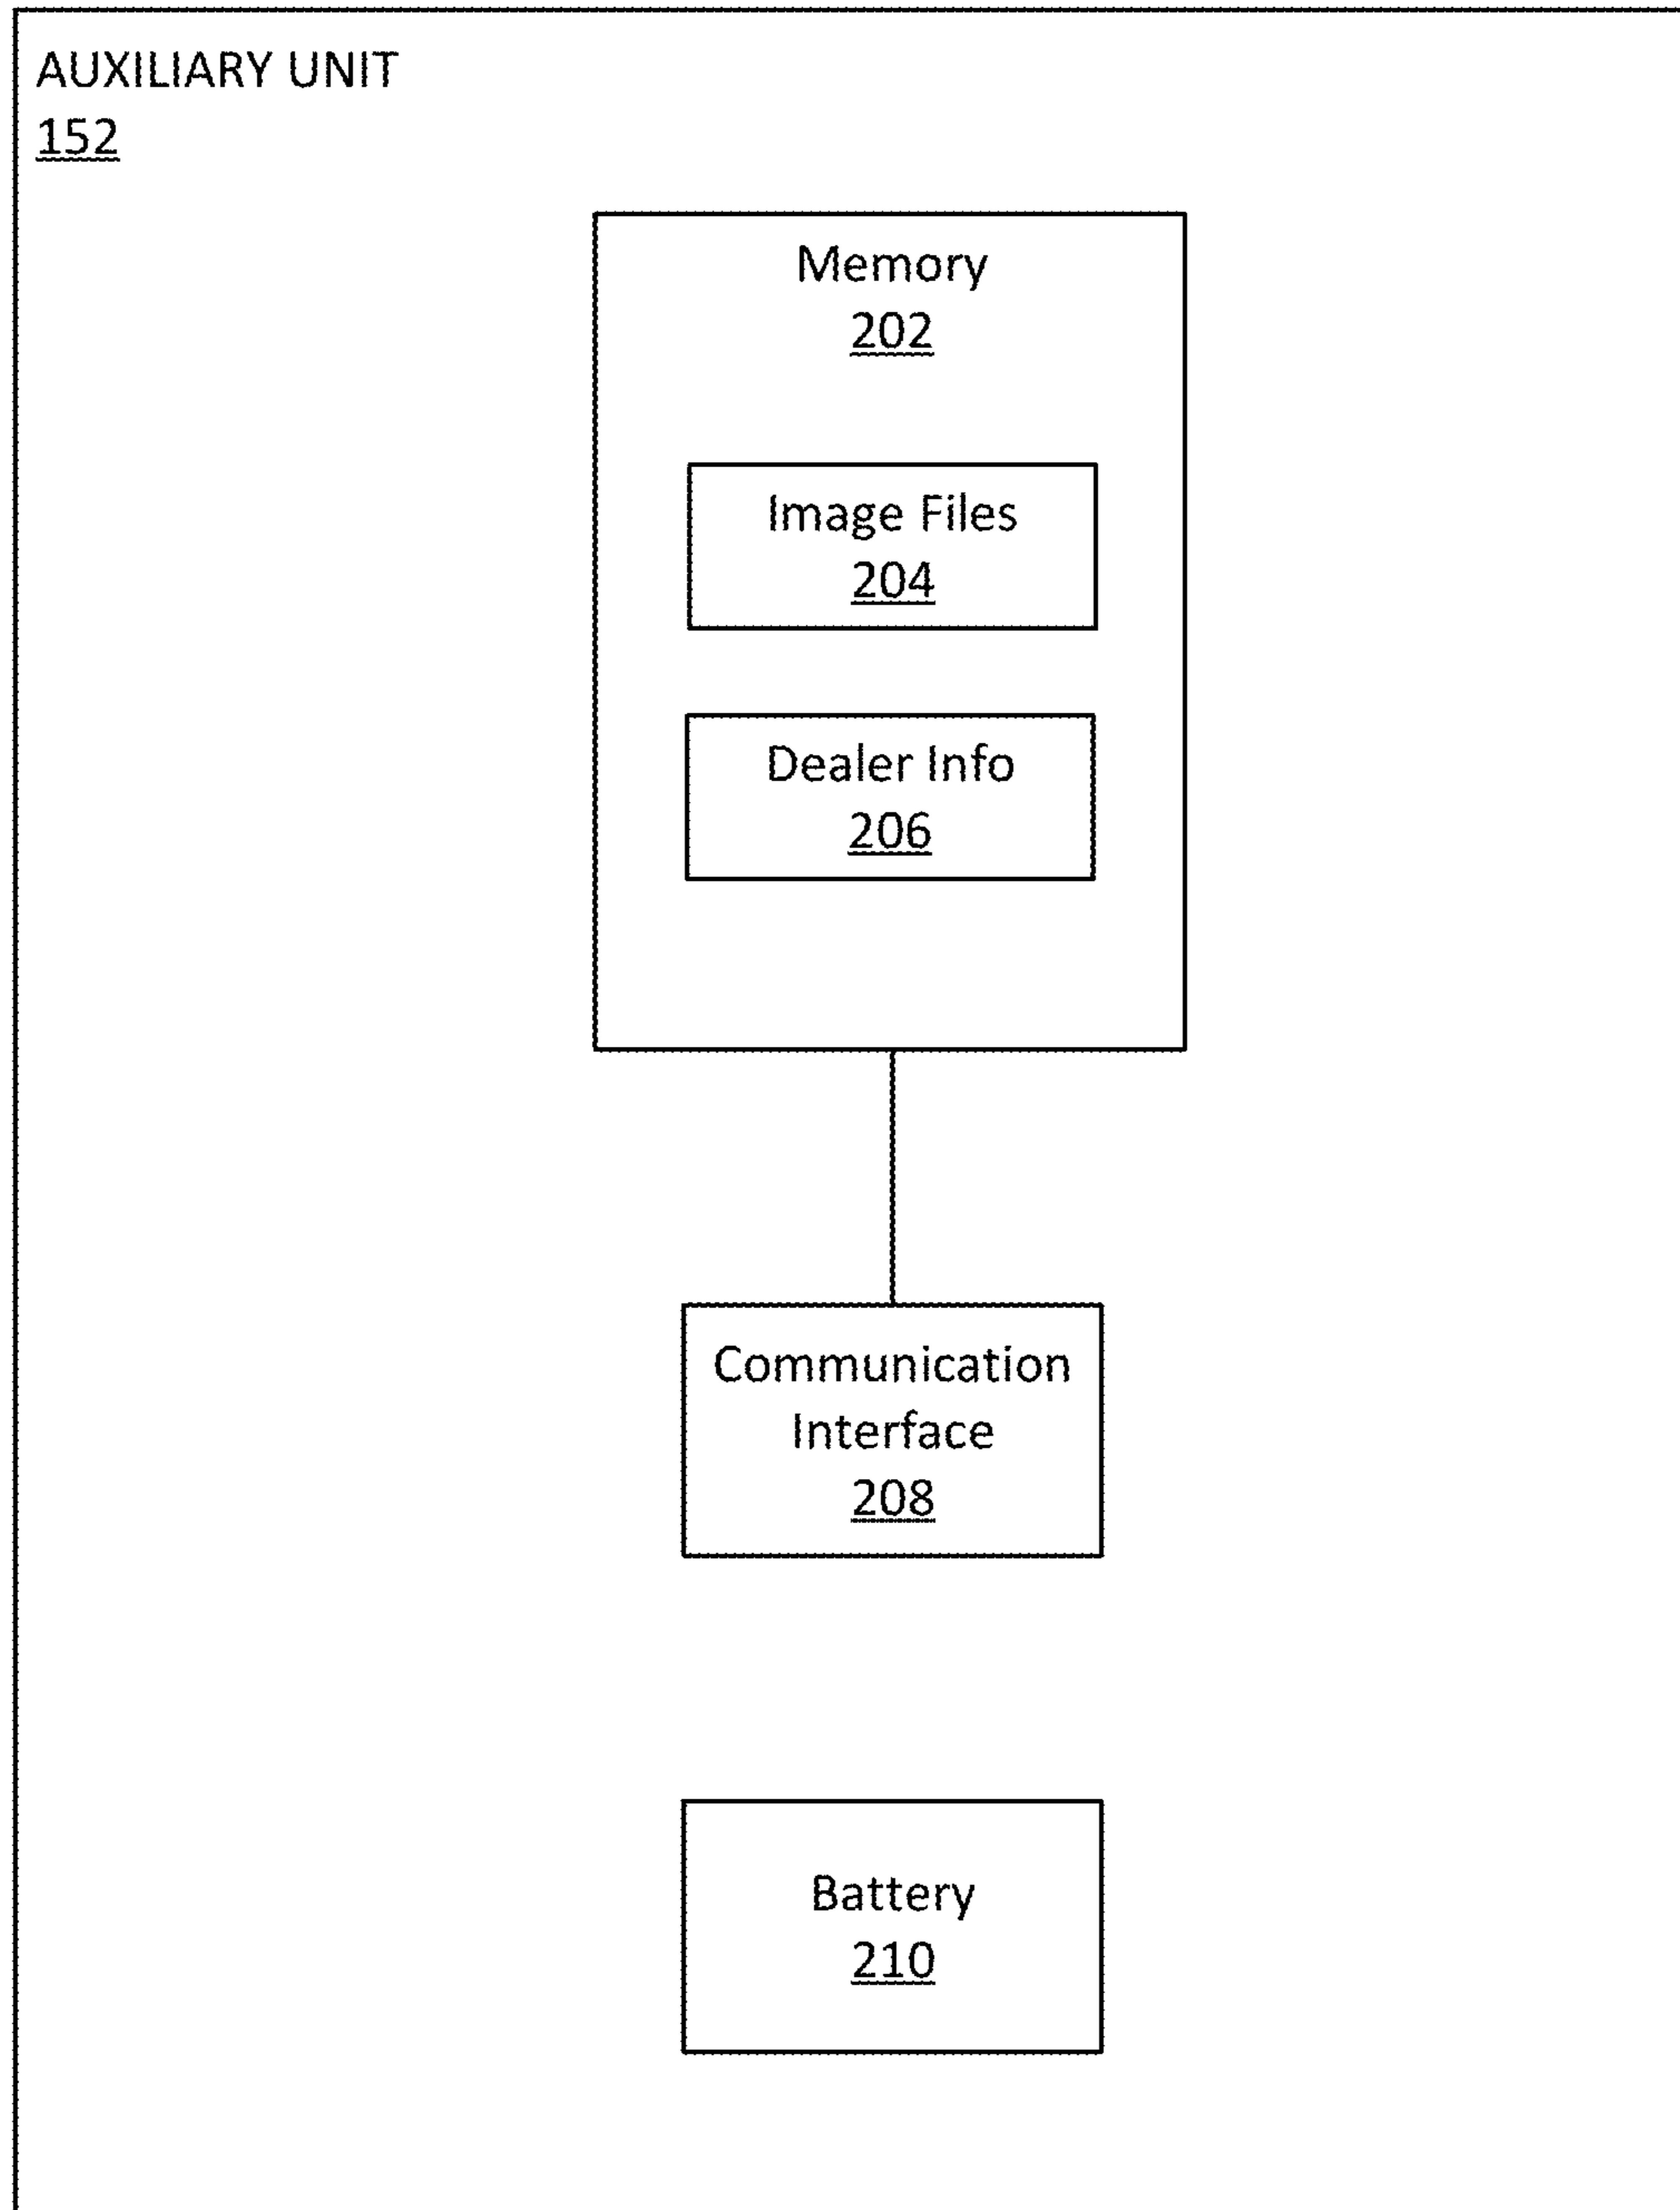 AUXILIARY UNIT
152
Memory
202
Image Files
204
Dealer Info
206
Communication
Interface
208
Battery
210